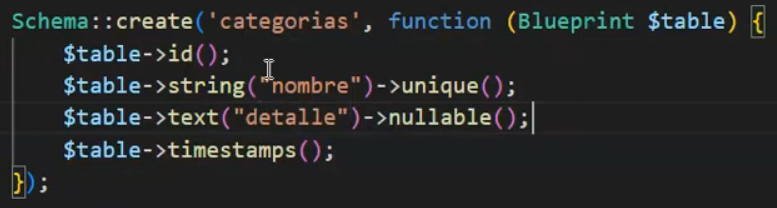 Schema::create('categorias', function (Blueprint $table) {
    $table->id();
    $table->string("nombre")->unique();
    $table->text("detalle")->nullable();
    $table->timestamps();
});